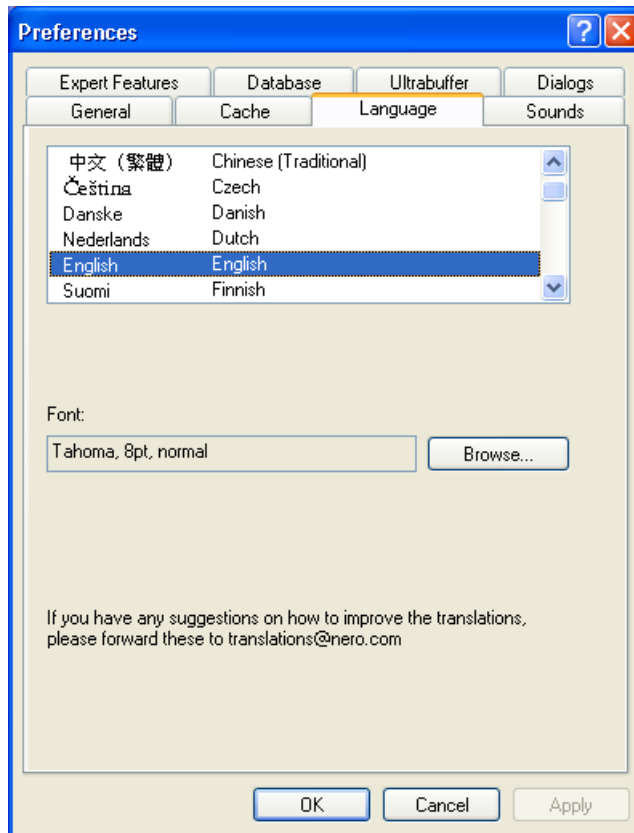 Preferences
Expert Features Database Ultrabuffer Dialogs
General Cache Language Sounds
中文（繁體） Chinese (Traditional)
Čeština Czech
Danske Danish
Nederlands Dutch
English English
Suomi Finnish
Font:
Tahoma, 8pt, normal
Browse...
If you have any suggestions on how to improve the translations,
please forward these to translations@nero.com
OK Cancel Apply